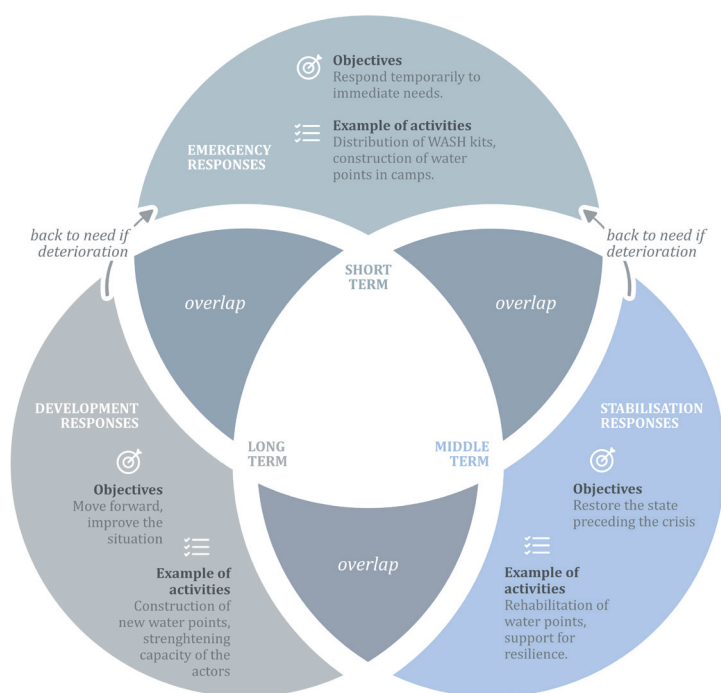 Objectives
Respond temporarily to
immediate needs.
Example of activities
Distribution of WASH kits,
construction of water
points in camps.
EMERGENCY
RESPONSES
back to need if
deterioration
back to need if
deterioration
SHORT
TERM
overlap
overlap
DEVELOPMENT
RESPONSES
Objectives
Move forward,
improve the
situation
Example of
activities
Construction of
new water points,
strenghtening
capacity of the
actors
LONG
TERM
MIDDLE
TERM
overlap
STABILISATION
RESPONSES
Objectives
Restore the state
preceding the crisis
Example of
activities
Rehabilitation of
water points,
support for
resilience.